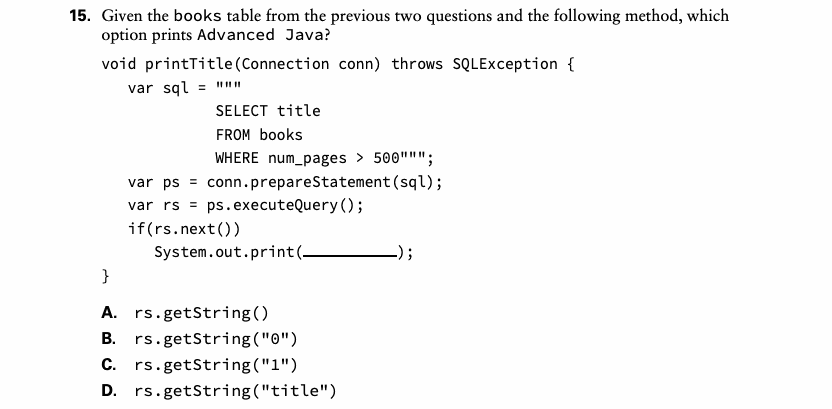 15. Given the books table from the previous two questions and the following method, which
option prints Advanced Java?
void printTitle(Connection conn) throws SQLException {
   var sql = """
             SELECT title
             FROM books
             WHERE num_pages > 500""";
   var ps = conn.prepareStatement(sql);
   var rs = ps.executeQuery();
   if(rs.next())
      System.out.print(__________);
}
A. rs.getString()
B. rs.getString("0")
C. rs.getString("1")
D. rs.getString("title")